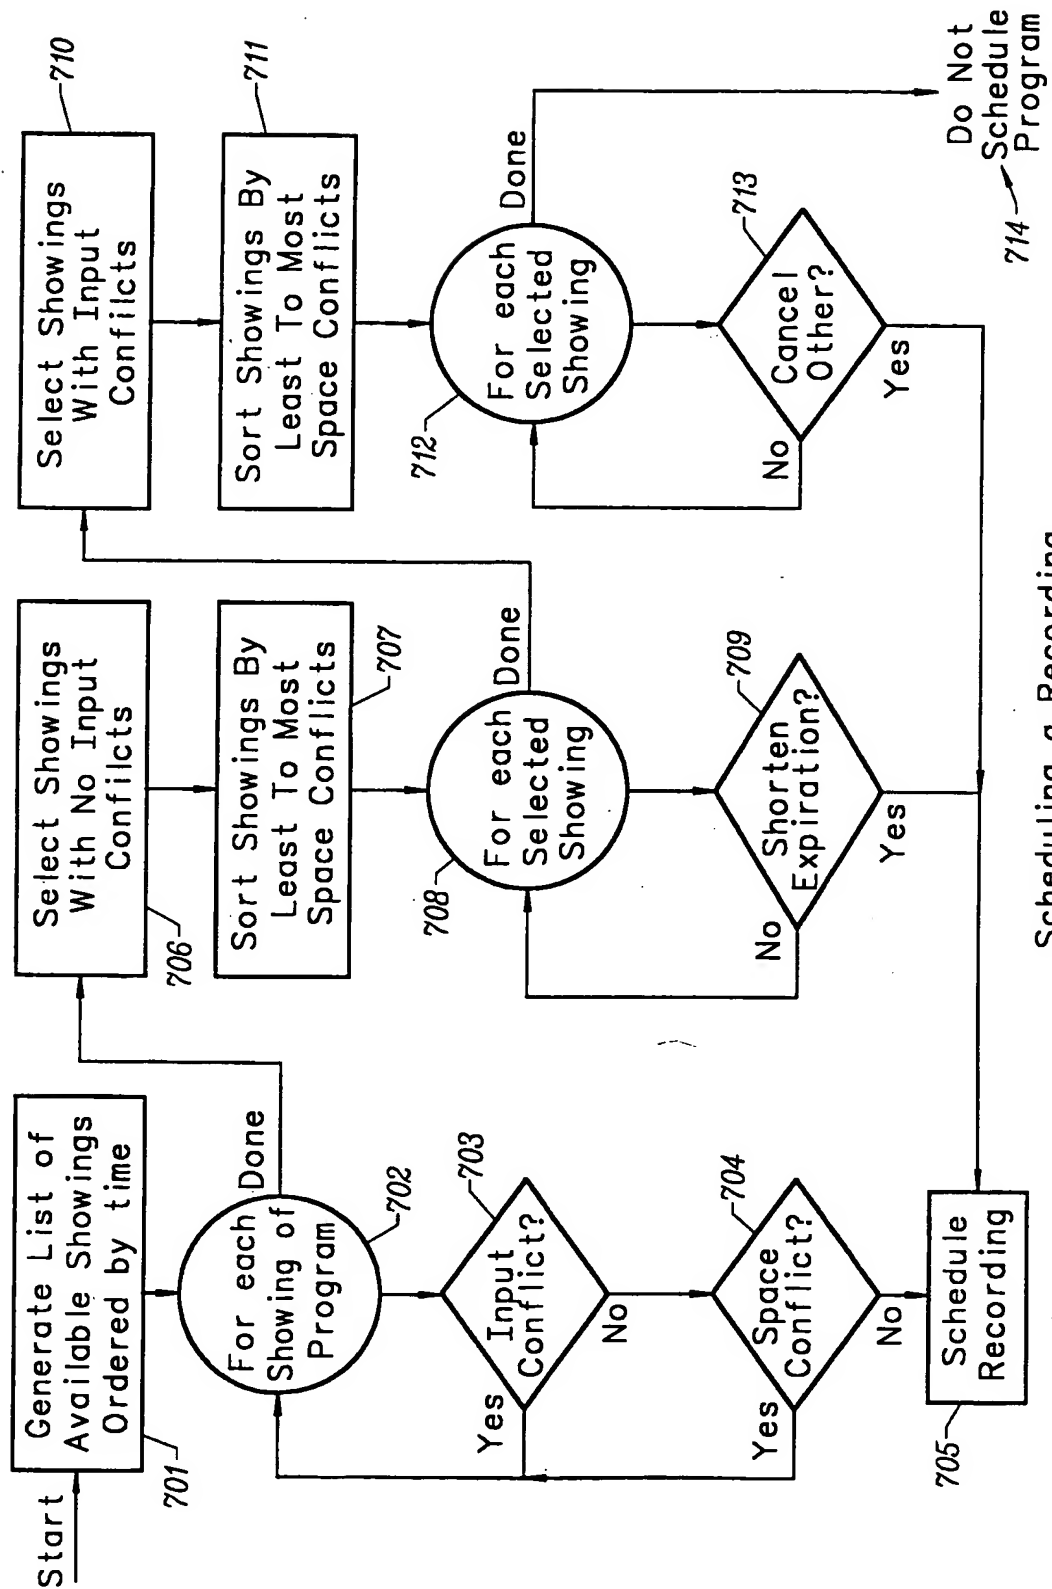 Start
Generate List of
Available Showings
Ordered by time
701
For each
Showing of
Program
Done
702
Input
Conflict?
703
Yes
No
Space
Conflict?
704
Yes
No
Schedule
Recording
705
Select Showings
With No Input
Confilcts
706
Sort Showings By
Least To Most
Space Conflicts
707
For each
Selected
Showing
Done
708
Shorten
Expiration?
709
No
Yes
Select Showings
With Input
Confilcts
710
Sort Showings By
Least To Most
Space Conflicts
711
For each
Selected
Showing
Done
712
Cancel
Other?
713
No
Yes
714
Do Not
Schedule
Program
Scheduling a Recording